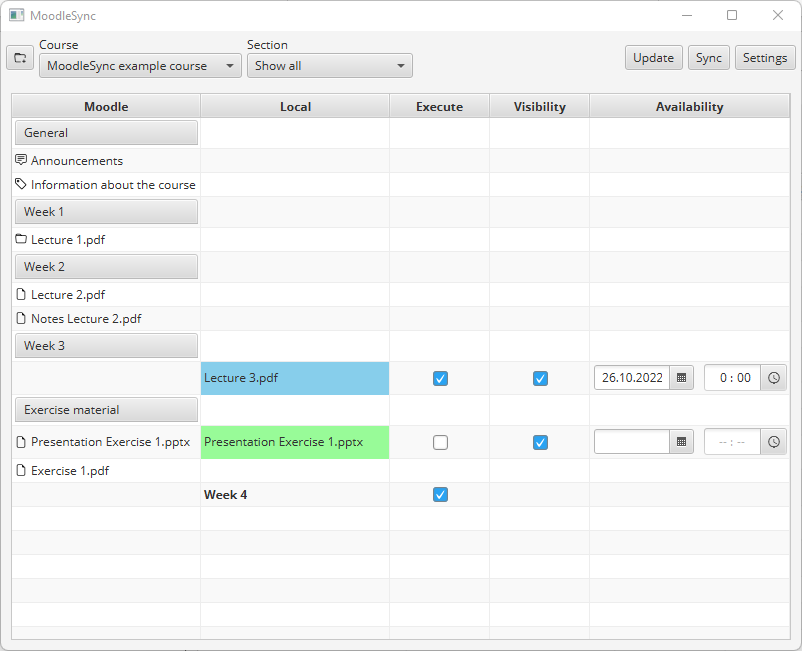 MoodleSync
Course
Section
MoodleSync example course
Show all
Update
Sync
Settings
Moodle Local Execute Visibility Availability
General
Announcements
Information about the course
Week 1
Lecture 1.pdf
Week 2
Lecture 2.pdf
Notes Lecture 2.pdf
Week 3
Lecture 3.pdf 26.10.2022 0 : 00
Exercise material
Presentation Exercise 1.pptx Presentation Exercise 1.pptx -- : --
Exercise 1.pdf
Week 4